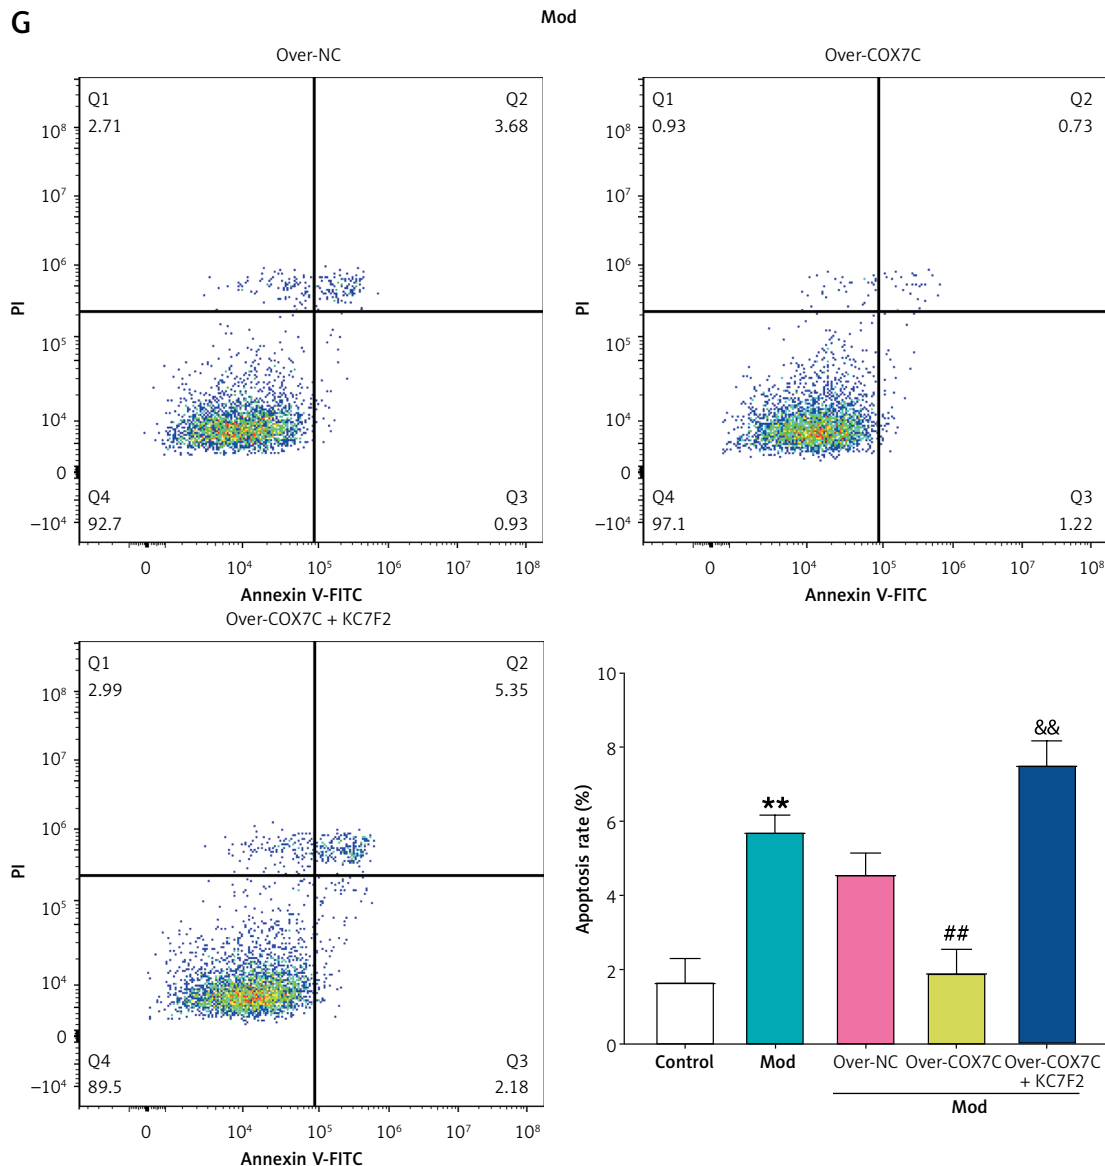 G
Mod
Over-NC
Q1
2.71
Q2
3.68
10⁸
10⁷
10⁶
10⁵
10⁴
0
−10⁴
PI
Q4
92.7
Q3
0.93
0 10⁴ 10⁵ 10⁶ 10⁷ 10⁸
Annexin V-FITC
Over-COX7C
Q1
0.93
Q2
0.73
10⁸
10⁷
10⁶
10⁵
10⁴
0
−10⁴
PI
Q4
97.1
Q3
1.22
0 10⁴ 10⁵ 10⁶ 10⁷ 10⁸
Annexin V-FITC
Over-COX7C + KC7F2
Q1
2.99
Q2
5.35
10⁸
10⁷
10⁶
10⁵
10⁴
0
−10⁴
PI
Q4
89.5
Q3
2.18
0 10⁴ 10⁵ 10⁶ 10⁷ 10⁸
Annexin V-FITC
10
8
6
4
2
0
Apoptosis rate (%)
**
##
&&
Control Mod Over-NC Over-COX7C Over-COX7C
+ KC7F2
Mod